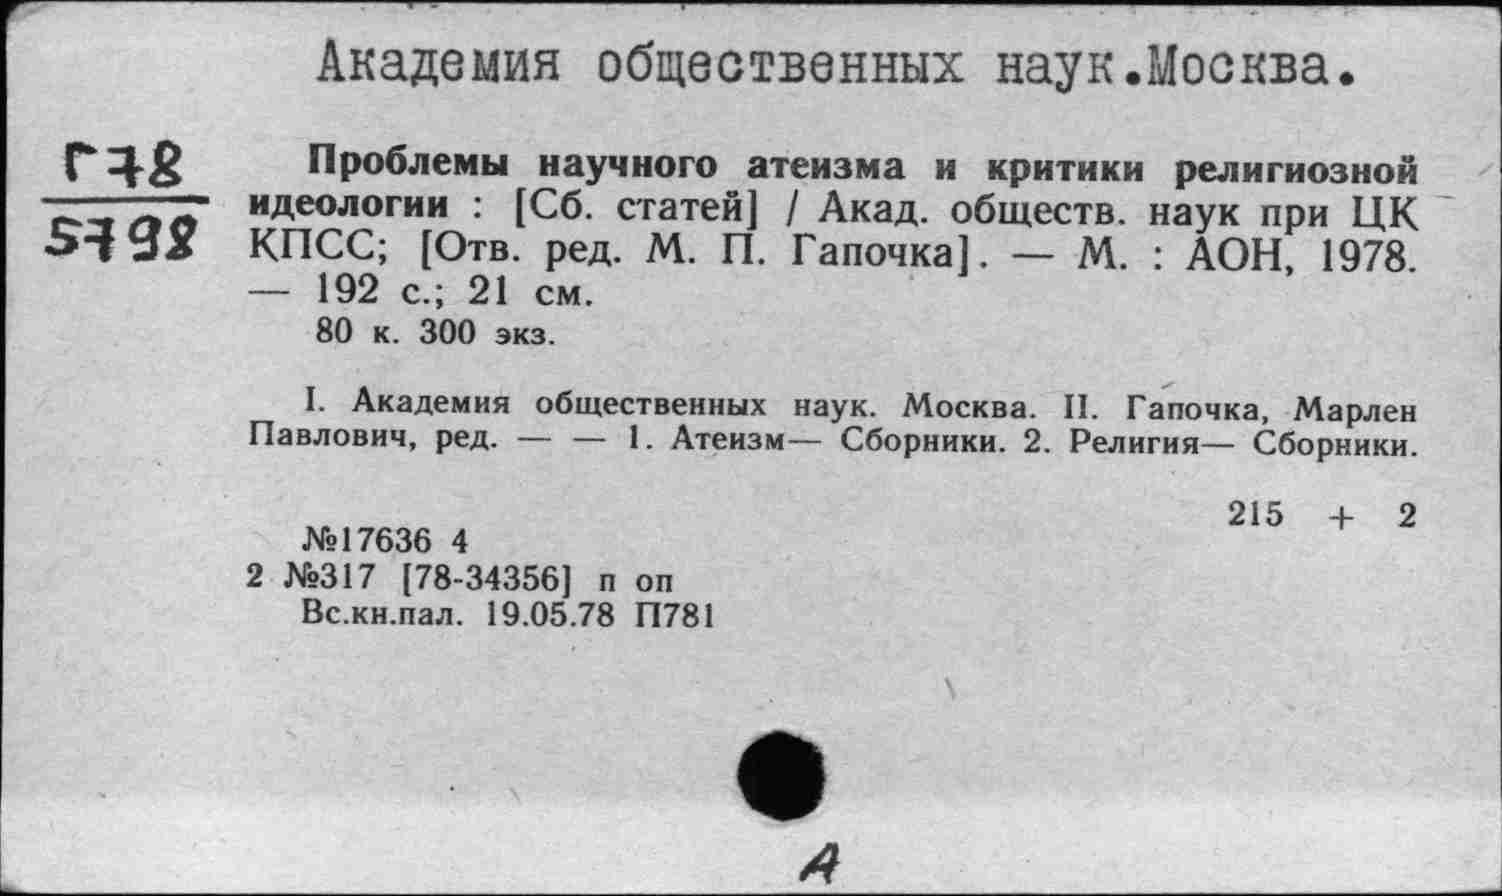 Академия общественных наук.Москва.
Г78
5798
Проблемы научного атеизма и критики религиозной
идеологии : [Сб. статей] / Акад. обществ. наук при ЦК
КПСС; [Отв. ред. М. П. Гапочка]. — М. : АОН, 1978.
— 192 с.; 21 см.
80 к. 300 экз.
I. Академия общественных наук. Москва. II. Гапочка, Марлен
Павлович, ред. — — 1. Атеизм— Сборники. 2. Религия— Сборники.
215 + 2
№17636 4
2 №317 [78-34356] п оп
Вс.кн.пал. 19.05.78 П781
А